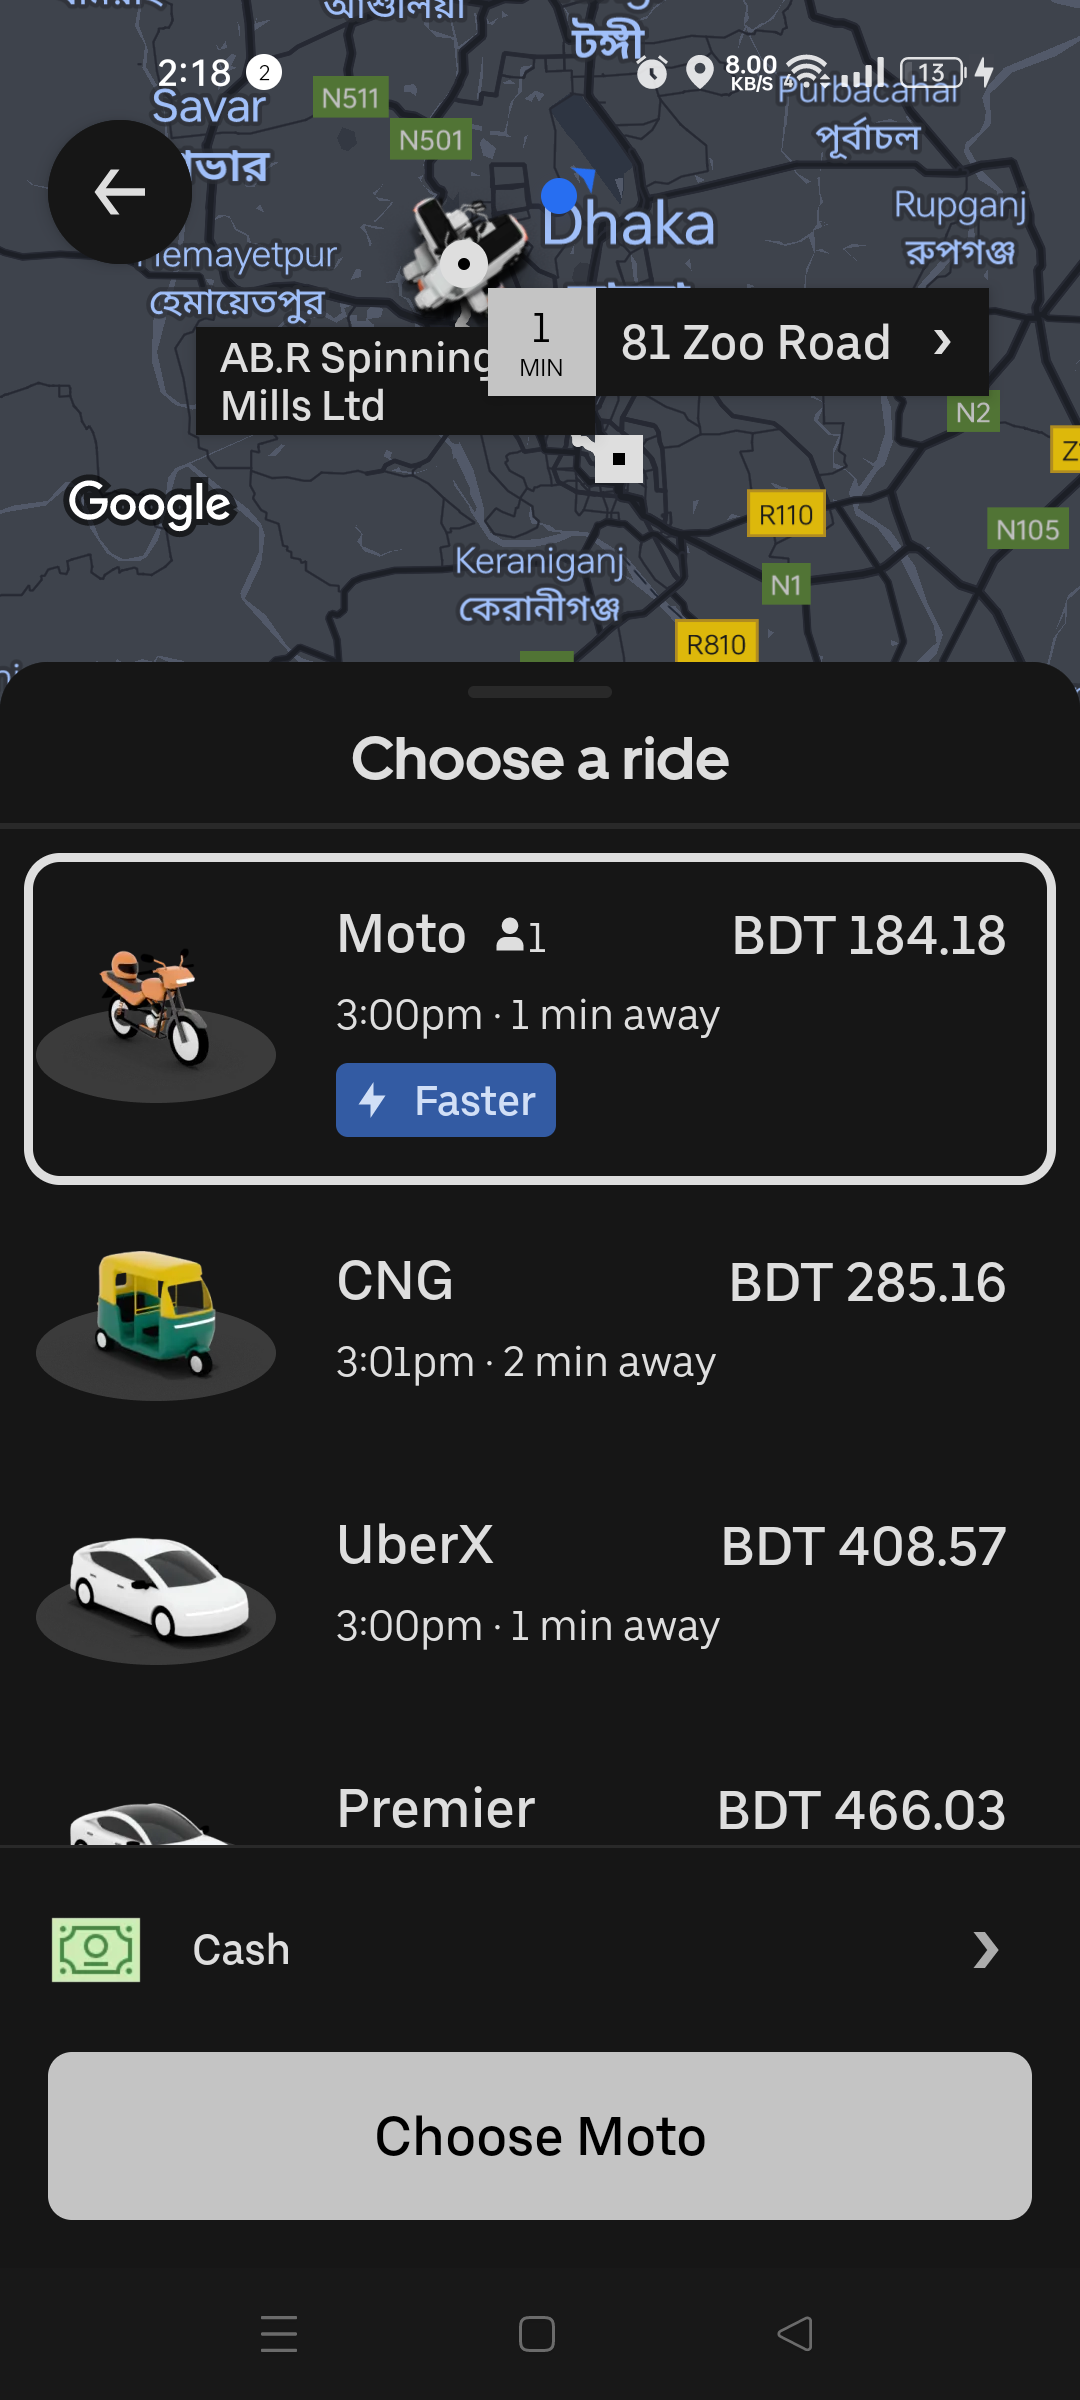 আশুলিয়া
টঙ্গী
2:18 2
8.00
KB/S
4
13
Savar
N511
Purbachal
N501
পূর্বাচল
Dhaka
Rupganj
রুপগঞ্জ
Hemayetpur
হেমায়েতপুর
1
MIN
81 Zoo Road
AB.R Spinning
Mills Ltd
N2
Google
R110
N105
Keraniganj
কেরানীগঞ্জ
N1
R810
Choose a ride
Moto 1 BDT 184.18
3:00pm · 1 min away
Faster
CNG BDT 285.16
3:01pm · 2 min away
UberX BDT 408.57
3:00pm · 1 min away
Premier BDT 466.03
Cash
Choose Moto